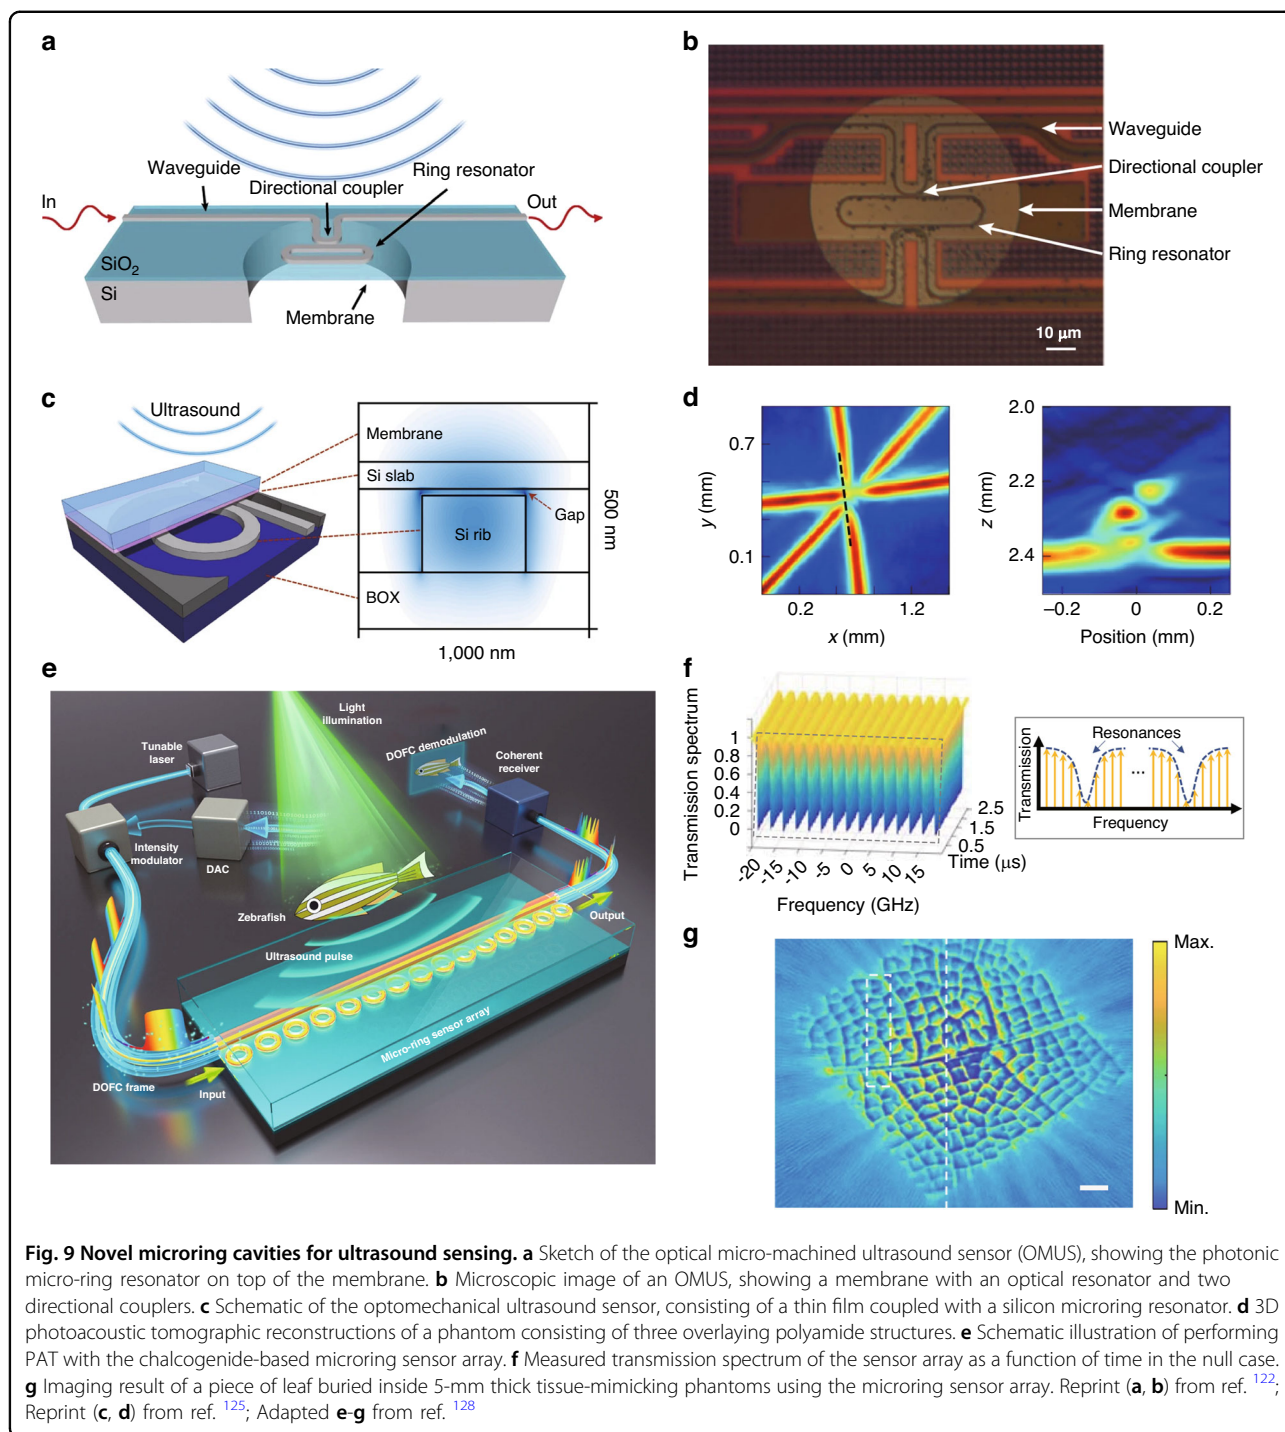 a
Waveguide
Directional coupler
Ring resonator
In
Out
SiO2
Si
Membrane
b
Waveguide
Directional coupler
Membrane
Ring resonator
10 μm
c
Ultrasound
Membrane
Si slab
Gap
Si rib
BOX
500 nm
1,000 nm
d
0.7
y (mm)
0.1
0.2
1.2
x (mm)
2.0
2.2
z (mm)
2.4
−0.2
0
0.2
Position (mm)
e
Light
illumination
Tunable
laser
DOFC demodulation
Coherent
receiver
Intensity
modulator
DAC
Zebrafish
Output
Ultrasound pulse
Micro-ring sensor array
DOFC frame
Input
f
Transmission spectrum
1
0.8
0.6
0.4
0.2
0
-20
-15
-10
-5
0
5
10
15
Frequency (GHz)
2.5
1.5
0.5
Time (μs)
Transmission
Resonances
...
...
Frequency
g
Max.
Min.
Fig. 9 Novel microring cavities for ultrasound sensing. a Sketch of the optical micro-machined ultrasound sensor (OMUS), showing the photonic
micro-ring resonator on top of the membrane. b Microscopic image of an OMUS, showing a membrane with an optical resonator and two
directional couplers. c Schematic of the optomechanical ultrasound sensor, consisting of a thin film coupled with a silicon microring resonator. d 3D
photoacoustic tomographic reconstructions of a phantom consisting of three overlaying polyamide structures. e Schematic illustration of performing
PAT with the chalcogenide-based microring sensor array. f Measured transmission spectrum of the sensor array as a function of time in the null case.
g Imaging result of a piece of leaf buried inside 5-mm thick tissue-mimicking phantoms using the microring sensor array. Reprint (a, b) from ref. 122;
Reprint (c, d) from ref. 125; Adapted e-g from ref. 128